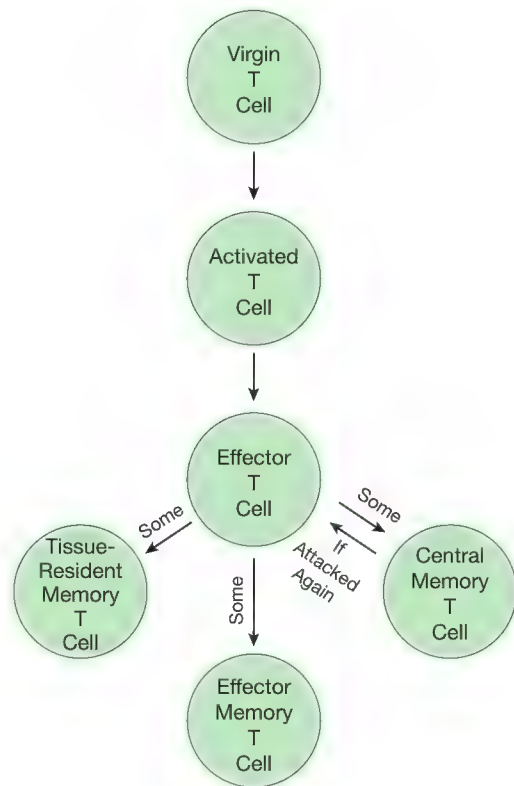 Virgin
T
Cell
Activated
T
Cell
Effector
T
Cell
Some
Some
If
Attacked
Again
Tissue-
Resident
Memory
T
Cell
Some
Central
Memory
T
Cell
Effector
Memory
T
Cell